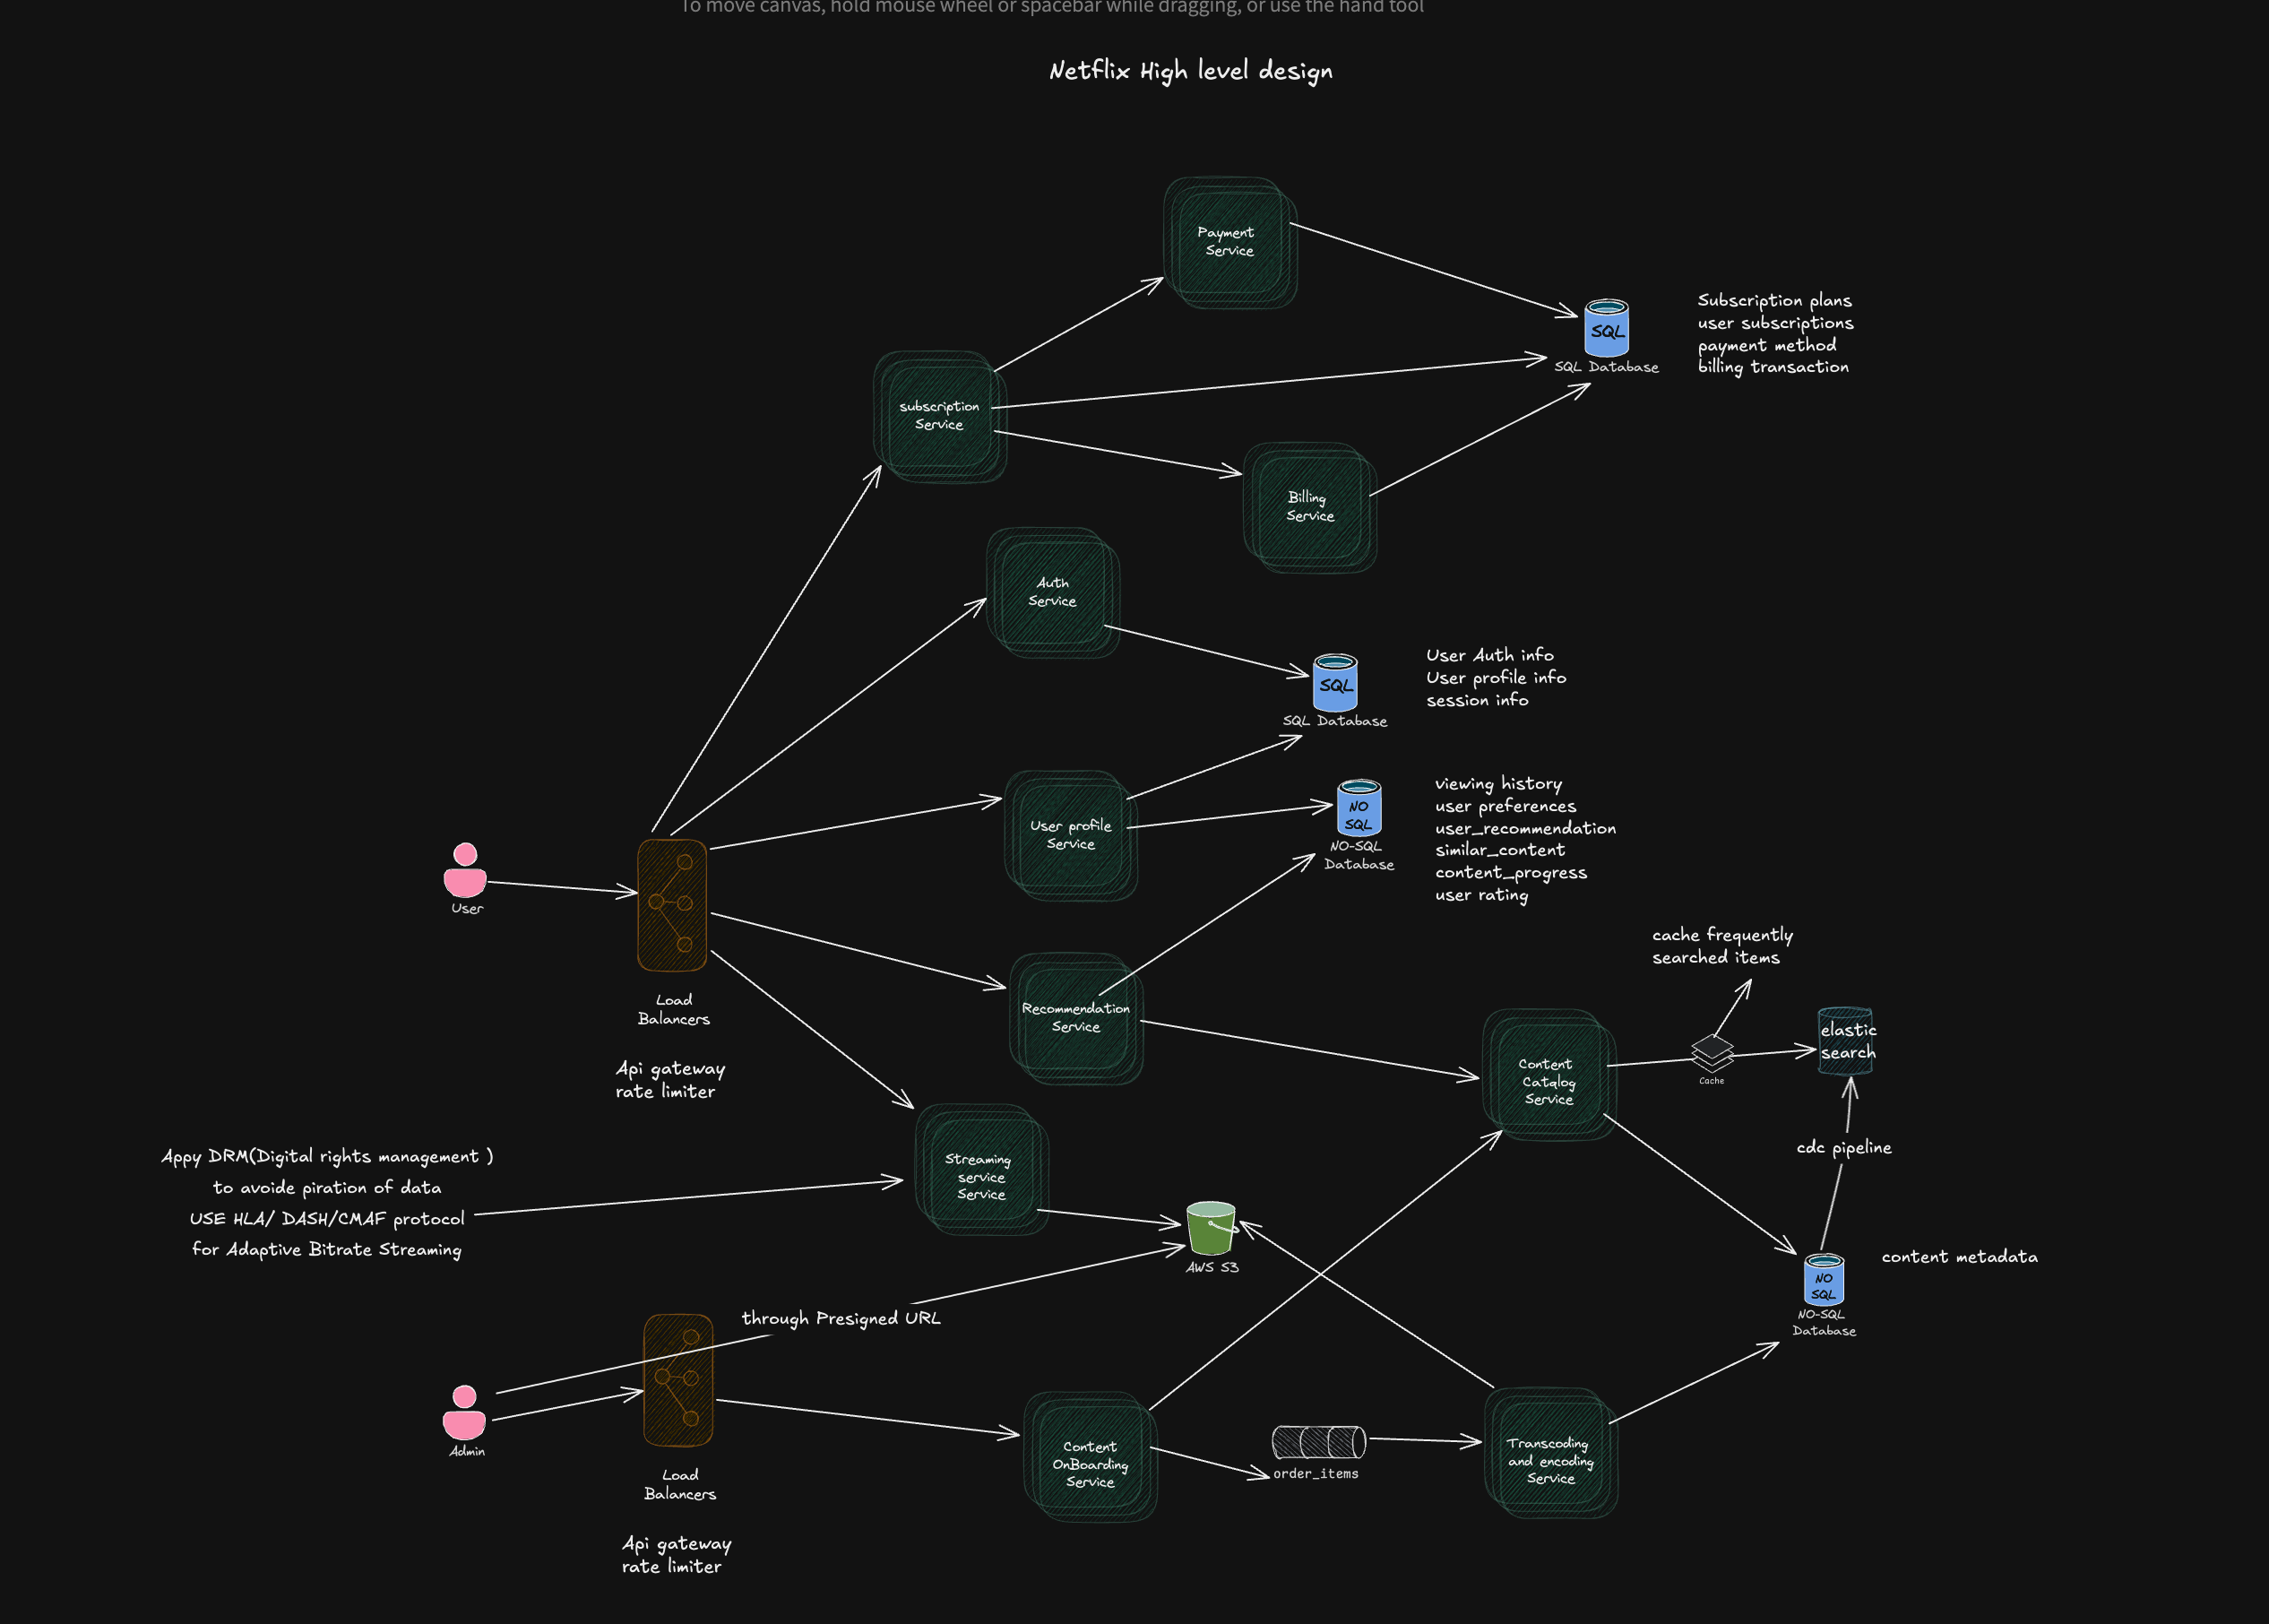 To move canvas, hold mouse wheel or spacebar while dragging, or use the hand tool
Netflix High level design
Payment
Service
SQL
SQL Database
Subscription plans
user subscriptions
payment method
billing transaction
subscription
Service
Billing
Service
Auth
Service
SQL
SQL Database
User Auth info
User profile info
session info
User profile
Service
NO
SQL
NO-SQL
Database
viewing history
user preferences
user_recommendation
similar_content
content_progress
user rating
User
Load
Balancers
Api gateway
rate limiter
Recommendation
Service
cache frequently
searched items
Content
Catalog
Service
Cache
elastic
search
cdc pipeline
Appy DRM(Digital rights management )
to avoide piration of data
USE HLA/ DASH/CMAF protocol
for Adaptive Bitrate Streaming
Streaming
service
Service
AWS S3
content metadata
NO
SQL
NO-SQL
Database
through Presigned URL
Admin
Load
Balancers
Api gateway
rate limiter
Content
OnBoarding
Service
order_items
Transcoding
and encoding
Service